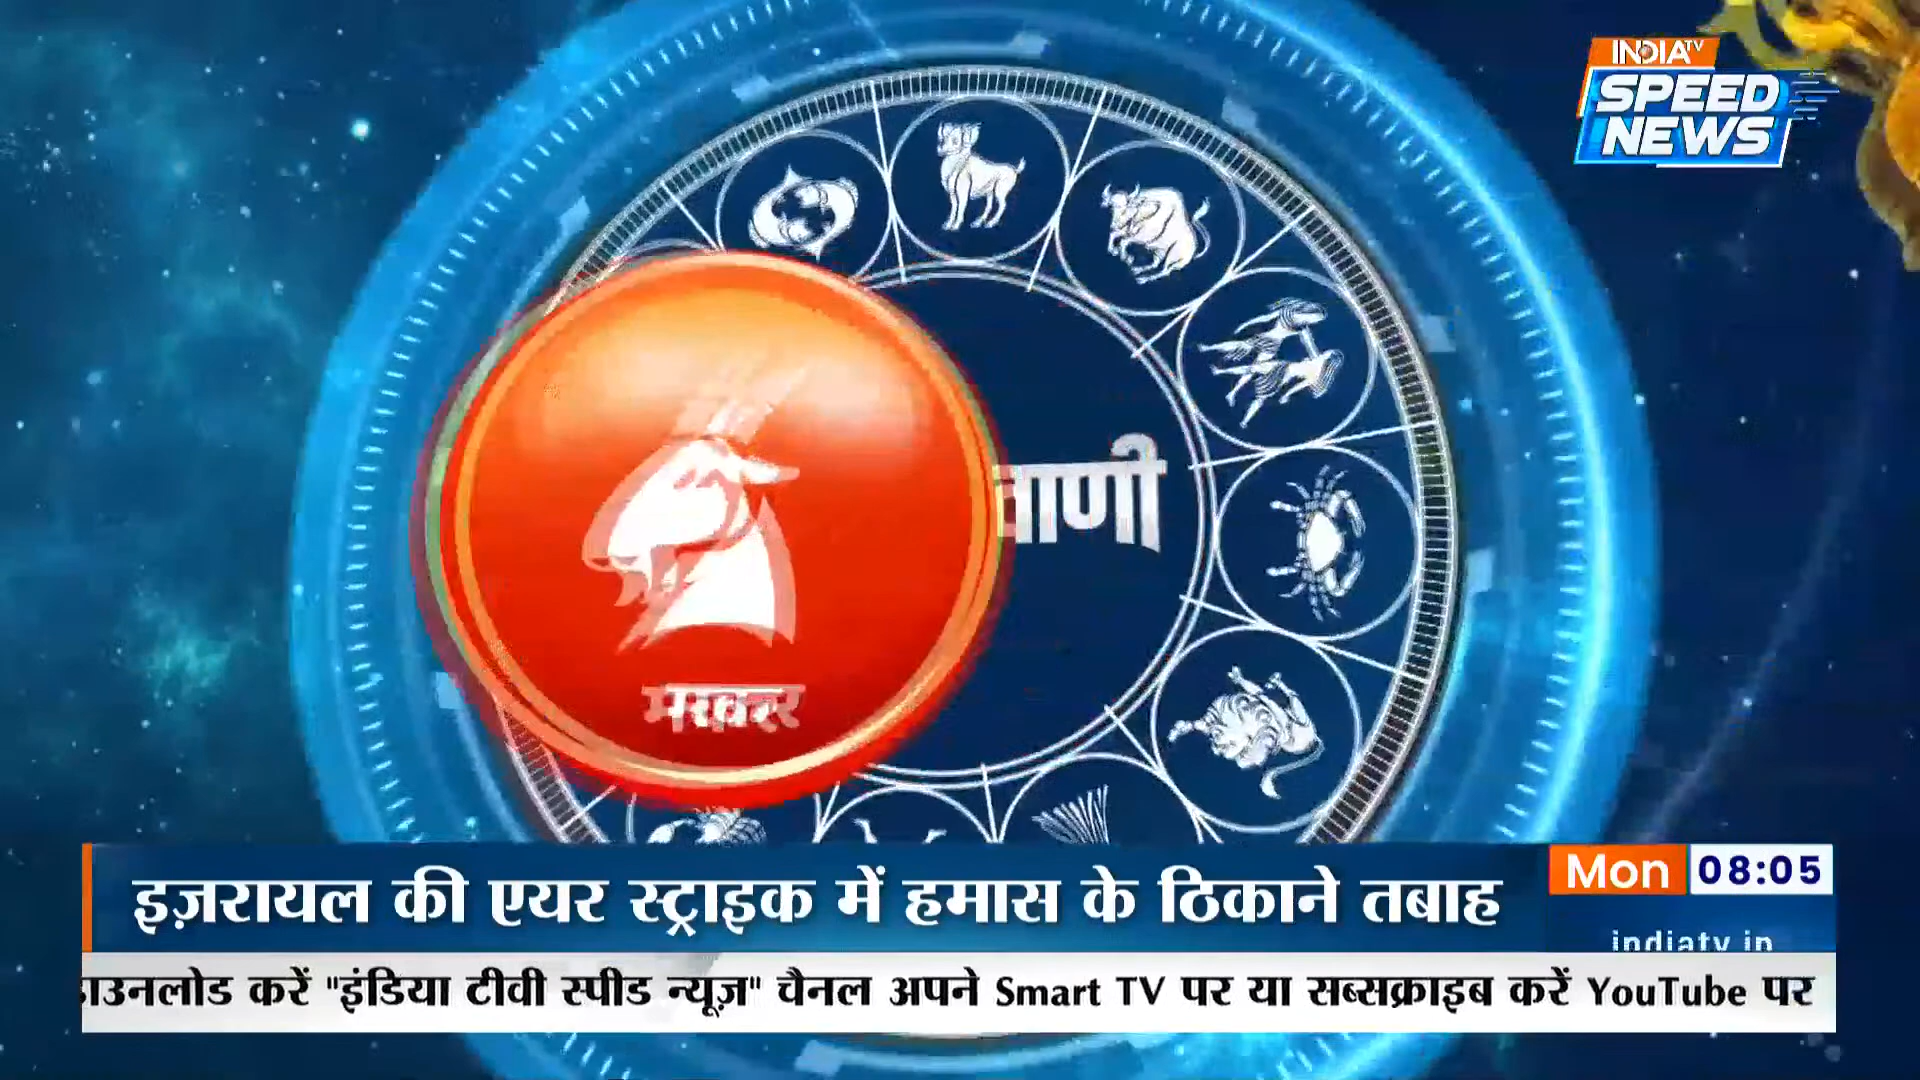 INDIA TV
SPEED
NEWS
वाणी
इज़रायल की एयर स्ट्राइक में हमास के ठिकाने तबाह
Mon 08:05
indiatv.in
डाउनलोड करें "इंडिया टीवी स्पीड न्यूज़" चैनल अपने Smart TV पर या सब्सक्राइब करें YouTube पर